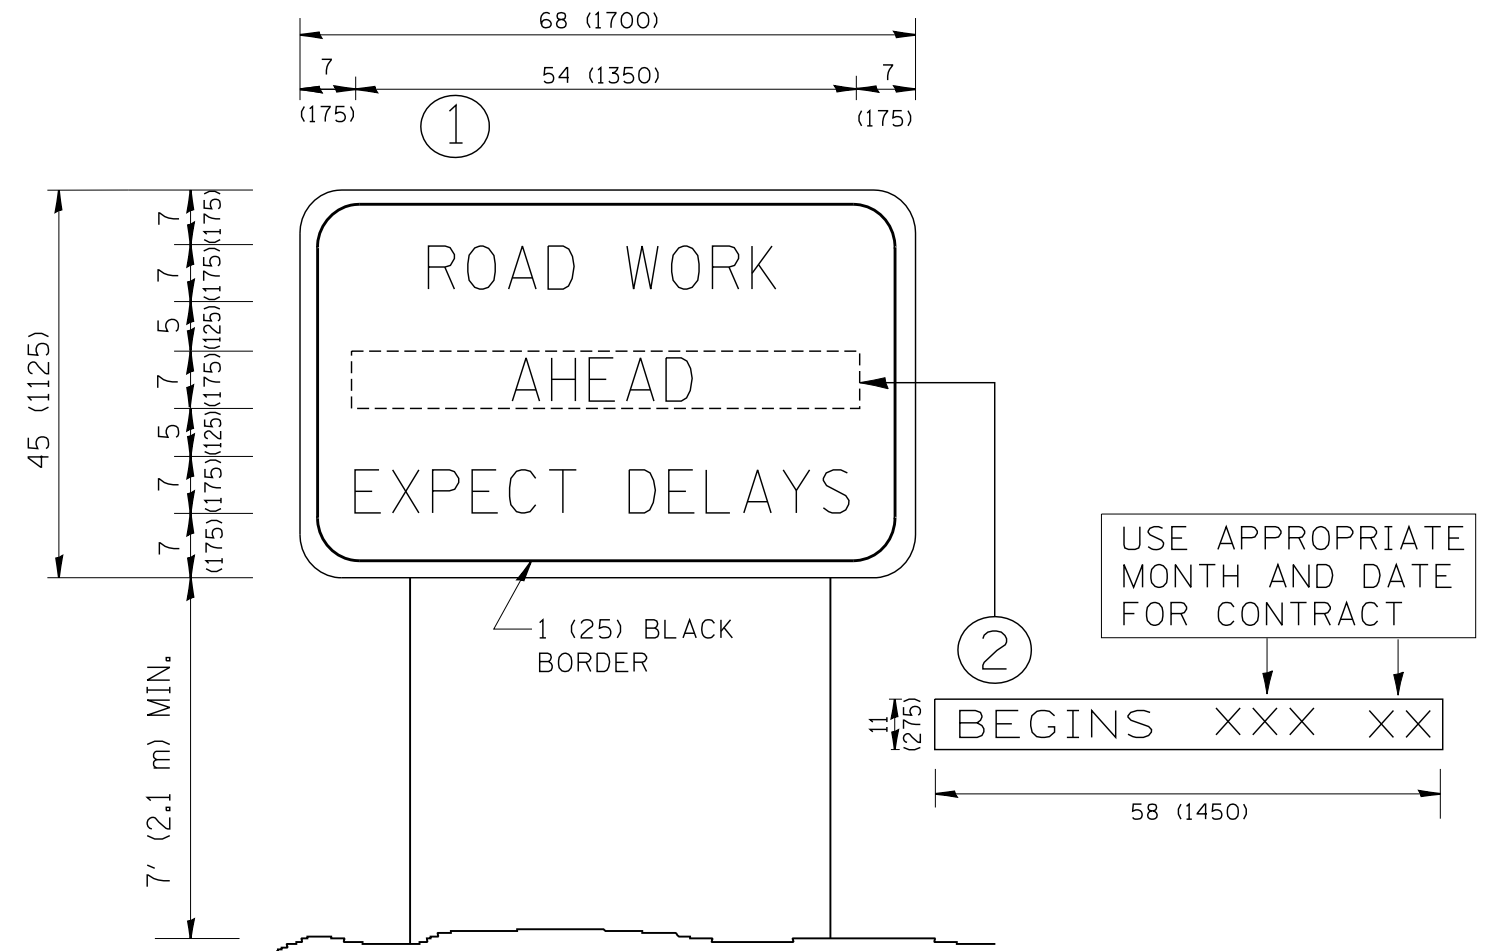 68 (1700)
7
54 (1350)
7
(175)
(175)
1
45 (1125)
7
(175)
7
(175)
5
(125)
7
(175)
5
(125)
7
(175)
7
(175)
ROAD WORK
AHEAD
EXPECT DELAYS
1 (25) BLACK
BORDER
7' (2.1 m) MIN.
USE APPROPRIATE
MONTH AND DATE
FOR CONTRACT
2
11
(275)
BEGINS XXX XX
58 (1450)